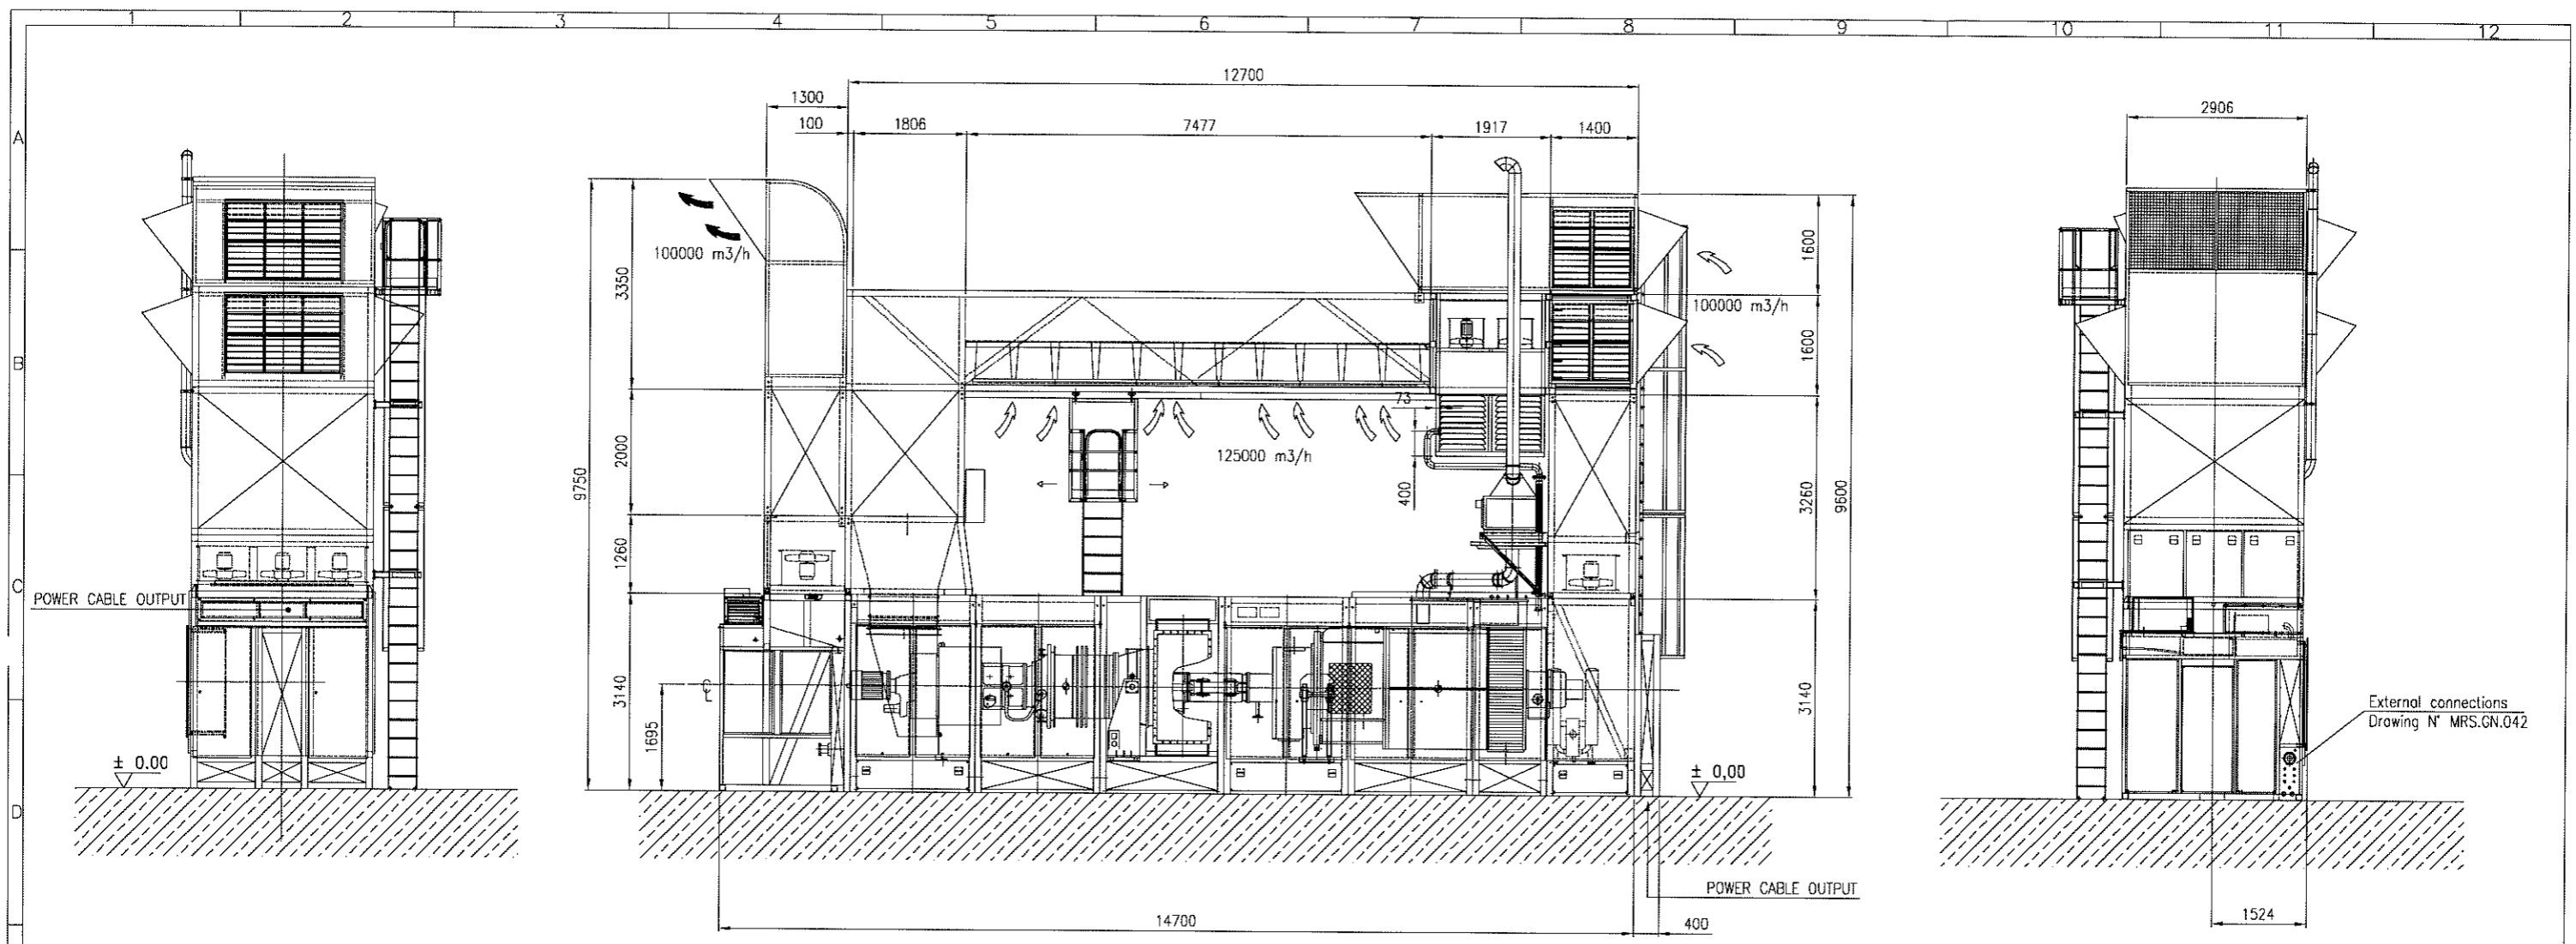 1 2 3 4 5 6 7 8 9 10 11 12
A
B
C
D
12700
1300
100
1806
7477
1917
1400
2906
100000 m3/h
100000 m3/h
125000 m3/h
9750
3350
2000
1260
3140
1695
73
400
1600
1600
3260
3140
9600
POWER CABLE OUTPUT
± 0.00
± 0,00
External connections
Drawing N° MRS.GN.042
POWER CABLE OUTPUT
14700
400
1524